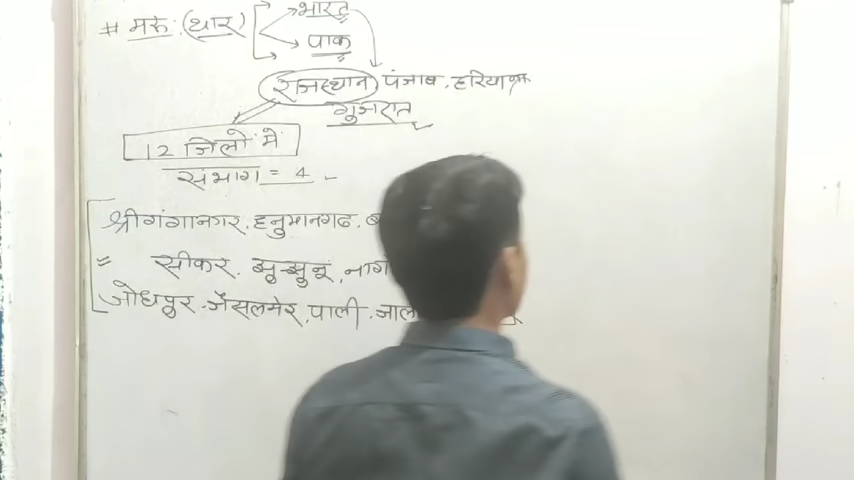 # मरु (थार) भारत
पाक
राजस्थान पंजाब, हरियाणा
गुजरात
12 जिलों में
संभाग = 4
श्रीगंगानगर, हनुमानगढ,
= सीकर, झुन्झुनू,
जोधपुर, जैसलमेर, पाली,